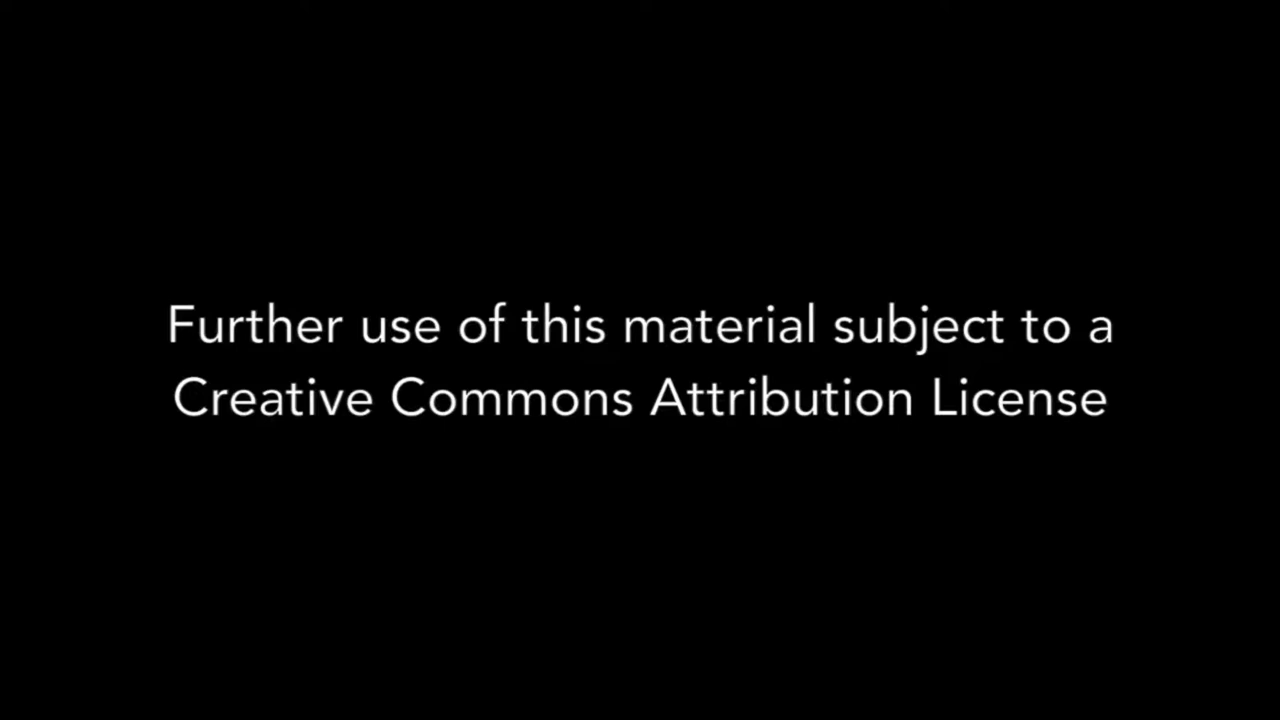 Further use of this material subject to a
Creative Commons Attribution License